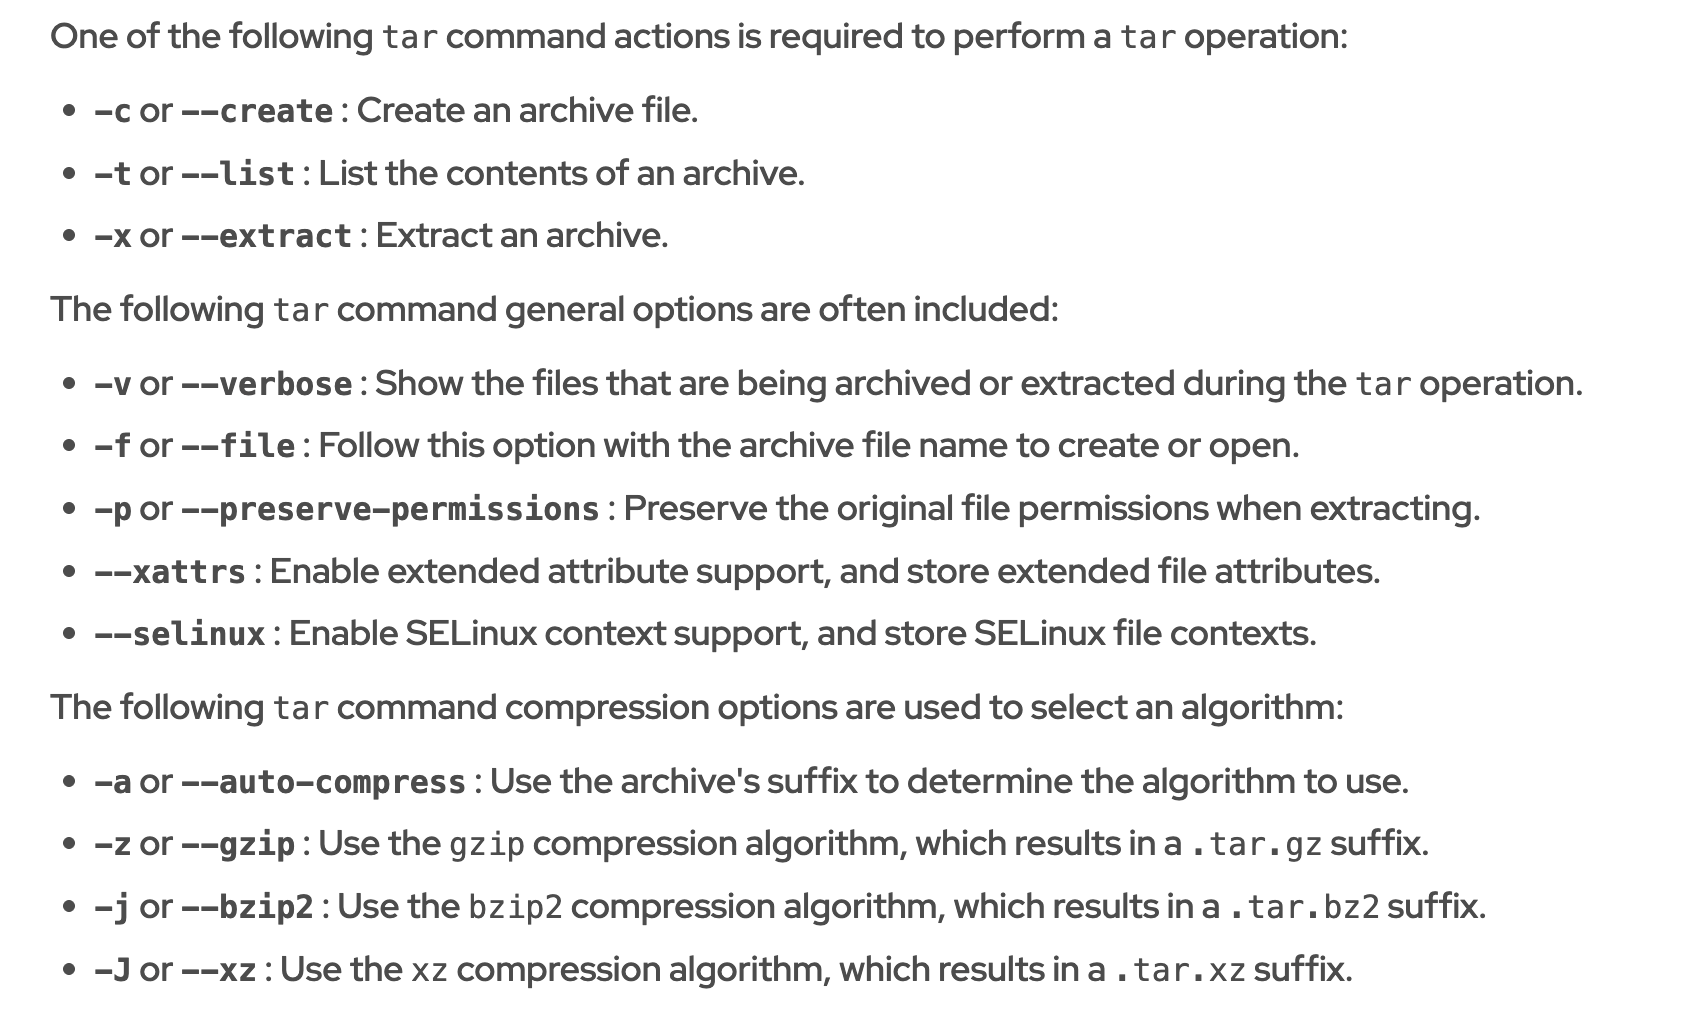 One of the following tar command actions is required to perform a tar operation:
• -c or --create : Create an archive file.
• -t or --list : List the contents of an archive.
• -x or --extract : Extract an archive.
The following tar command general options are often included:
• -v or --verbose : Show the files that are being archived or extracted during the tar operation.
• -f or --file : Follow this option with the archive file name to create or open.
• -p or --preserve-permissions : Preserve the original file permissions when extracting.
• --xattrs : Enable extended attribute support, and store extended file attributes.
• --selinux : Enable SELinux context support, and store SELinux file contexts.
The following tar command compression options are used to select an algorithm:
• -a or --auto-compress : Use the archive's suffix to determine the algorithm to use.
• -z or --gzip : Use the gzip compression algorithm, which results in a .tar.gz suffix.
• -j or --bzip2 : Use the bzip2 compression algorithm, which results in a .tar.bz2 suffix.
• -J or --xz : Use the xz compression algorithm, which results in a .tar.xz suffix.